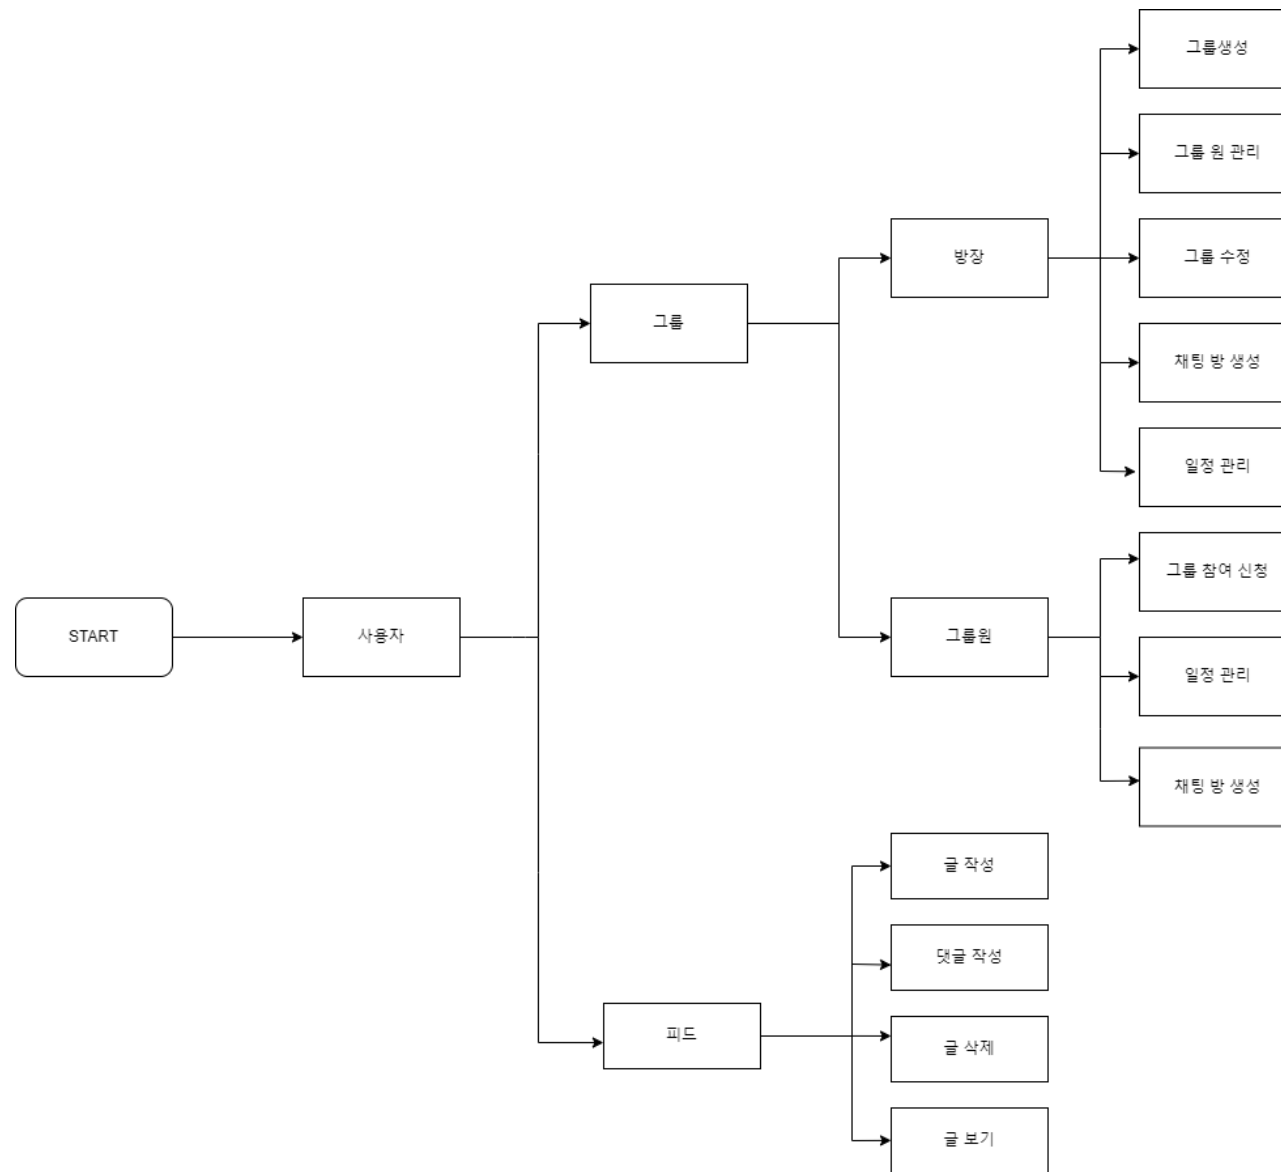 START
사용자
그룹
방장
그룹생성
그룹 원 관리
그룹 수정
채팅 방 생성
일정 관리
그룹원
그룹 참여 신청
일정 관리
채팅 방 생성
피드
글 작성
댓글 작성
글 삭제
글 보기